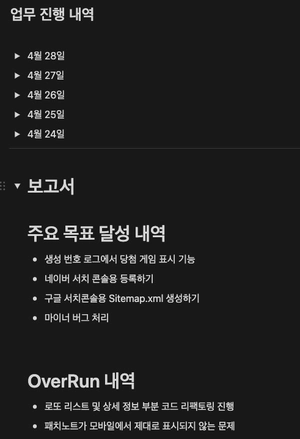 업무 진행 내역
4월 28일
4월 27일
4월 26일
4월 25일
4월 24일
보고서
주요 목표 달성 내역
생성 번호 로그에서 당첨 게임 표시 기능
네이버 서치 콘솔용 등록하기
구글 서치콘솔용 Sitemap.xml 생성하기
마이너 버그 처리
OverRun 내역
로또 리스트 및 상세 정보 부분 코드 리팩토링 진행
패치노트가 모바일에서 제대로 표시되지 않는 문제